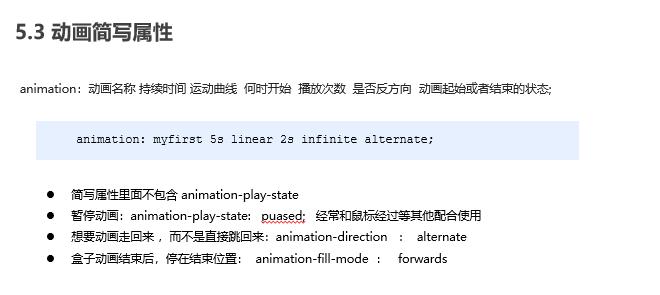 5.3 动画简写属性
animation：动画名称 持续时间 运动曲线 何时开始 播放次数 是否反方向 动画起始或者结束的状态;
animation: myfirst 5s linear 2s infinite alternate;
● 简写属性里面不包含 animation-play-state
● 暂停动画：animation-play-state: puased; 经常和鼠标经过等其他配合使用
● 想要动画走回来 ，而不是直接跳回来：animation-direction ： alternate
● 盒子动画结束后，停在结束位置： animation-fill-mode ： forwards